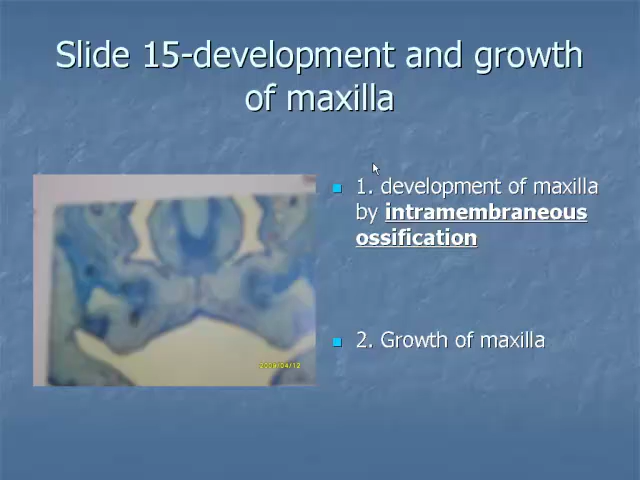 Slide 15-development and growth
of maxilla
1. development of maxilla
by intramembraneous
ossification
2. Growth of maxilla
2009/04/12